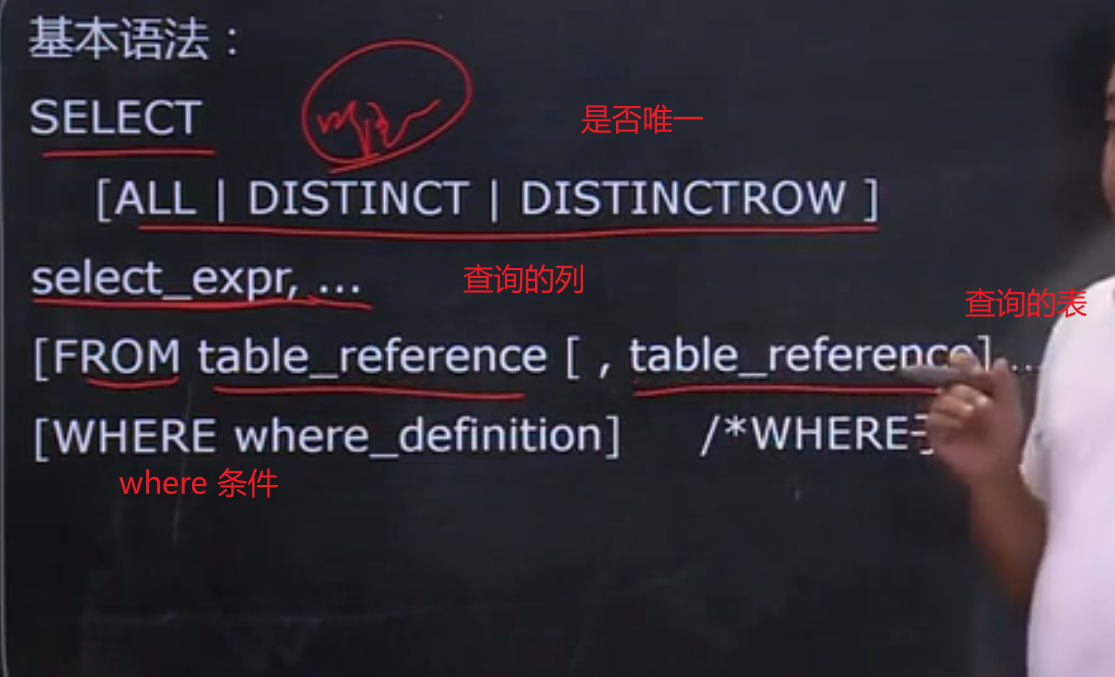 基本语法：
SELECT
是否唯一
[ALL | DISTINCT | DISTINCTROW ]
select_expr, ...
查询的列
查询的表
[FROM table_reference [ , table_reference] ...
[WHERE where_definition] /*WHERE
where 条件